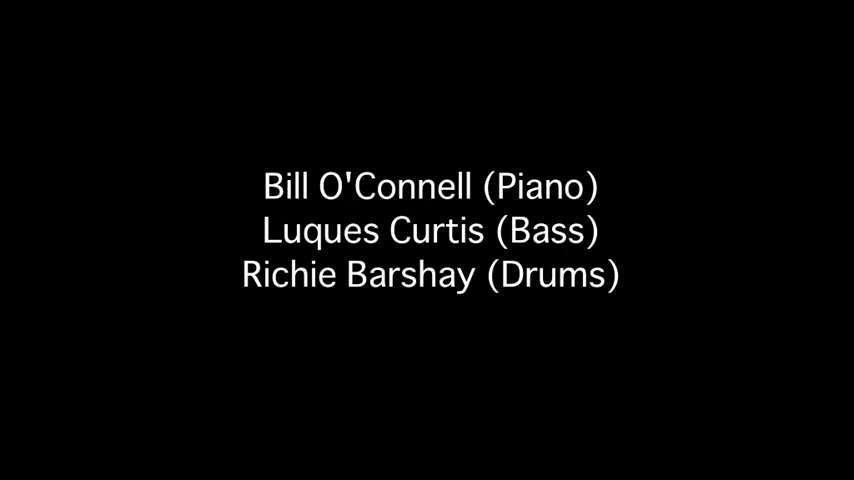 Bill O'Connell (Piano)
Luques Curtis (Bass)
Richie Barshay (Drums)